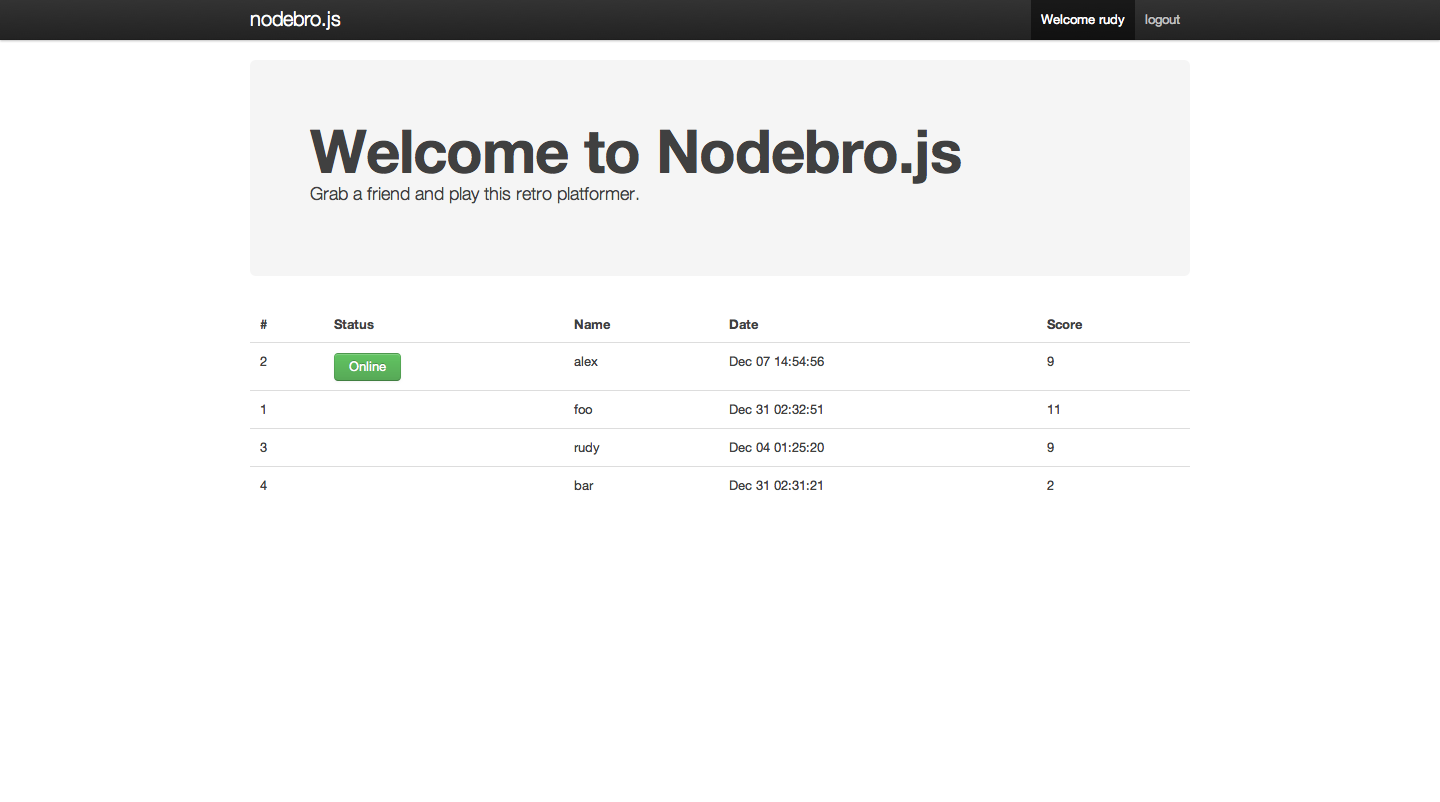 nodebro.js Welcome rudy logout
Welcome to Nodebro.js
Grab a friend and play this retro platformer.
# Status Name Date Score
2 Online alex Dec 07 14:54:56 9
1 foo Dec 31 02:32:51 11
3 rudy Dec 04 01:25:20 9
4 bar Dec 31 02:31:21 2